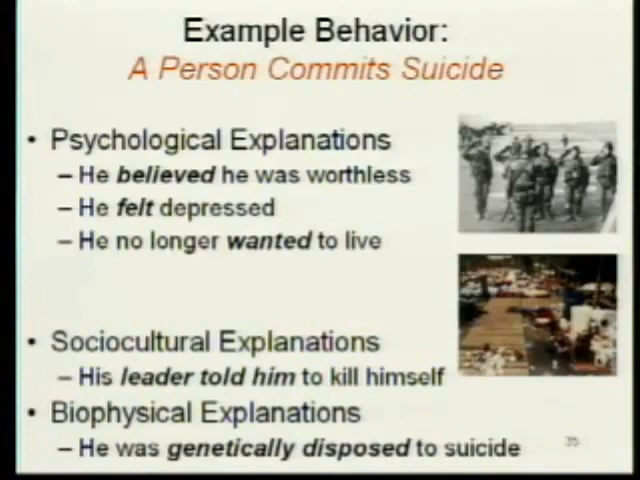 Example Behavior:
A Person Commits Suicide
• Psychological Explanations
– He believed he was worthless
– He felt depressed
– He no longer wanted to live
• Sociocultural Explanations
– His leader told him to kill himself
• Biophysical Explanations
– He was genetically disposed to suicide
35